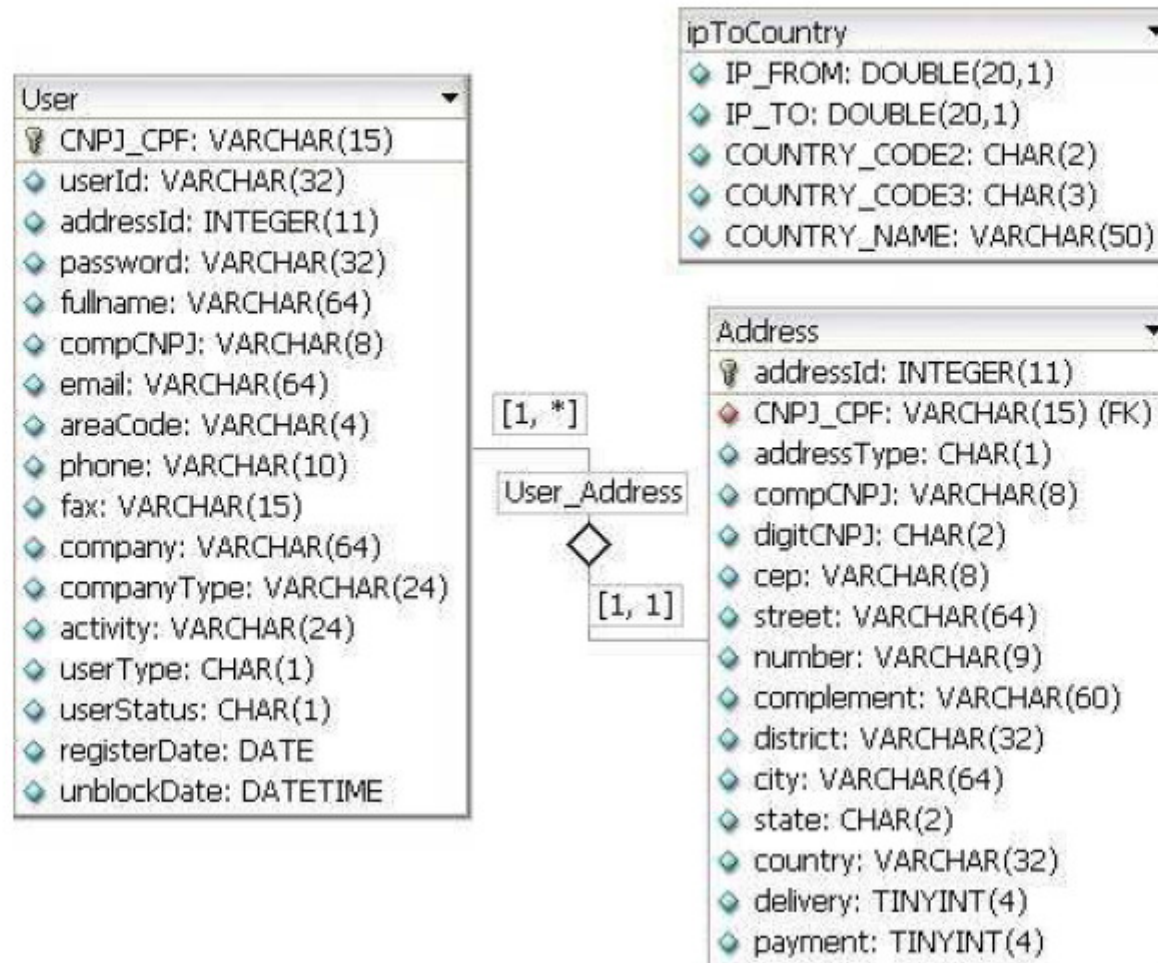 User
CNPJ_CPF: VARCHAR(15)
userId: VARCHAR(32)
addressId: INTEGER(11)
password: VARCHAR(32)
fullname: VARCHAR(64)
compCNPJ: VARCHAR(8)
email: VARCHAR(64)
areaCode: VARCHAR(4)
phone: VARCHAR(10)
fax: VARCHAR(15)
company: VARCHAR(64)
companyType: VARCHAR(24)
activity: VARCHAR(24)
userType: CHAR(1)
userStatus: CHAR(1)
registerDate: DATE
unblockDate: DATETIME
[1, *]
User_Address
[1, 1]
ipToCountry
IP_FROM: DOUBLE(20,1)
IP_TO: DOUBLE(20,1)
COUNTRY_CODE2: CHAR(2)
COUNTRY_CODE3: CHAR(3)
COUNTRY_NAME: VARCHAR(50)
Address
addressId: INTEGER(11)
CNPJ_CPF: VARCHAR(15) (FK)
addressType: CHAR(1)
compCNPJ: VARCHAR(8)
digitCNPJ: CHAR(2)
cep: VARCHAR(8)
street: VARCHAR(64)
number: VARCHAR(9)
complement: VARCHAR(60)
district: VARCHAR(32)
city: VARCHAR(64)
state: CHAR(2)
country: VARCHAR(32)
delivery: TINYINT(4)
payment: TINYINT(4)